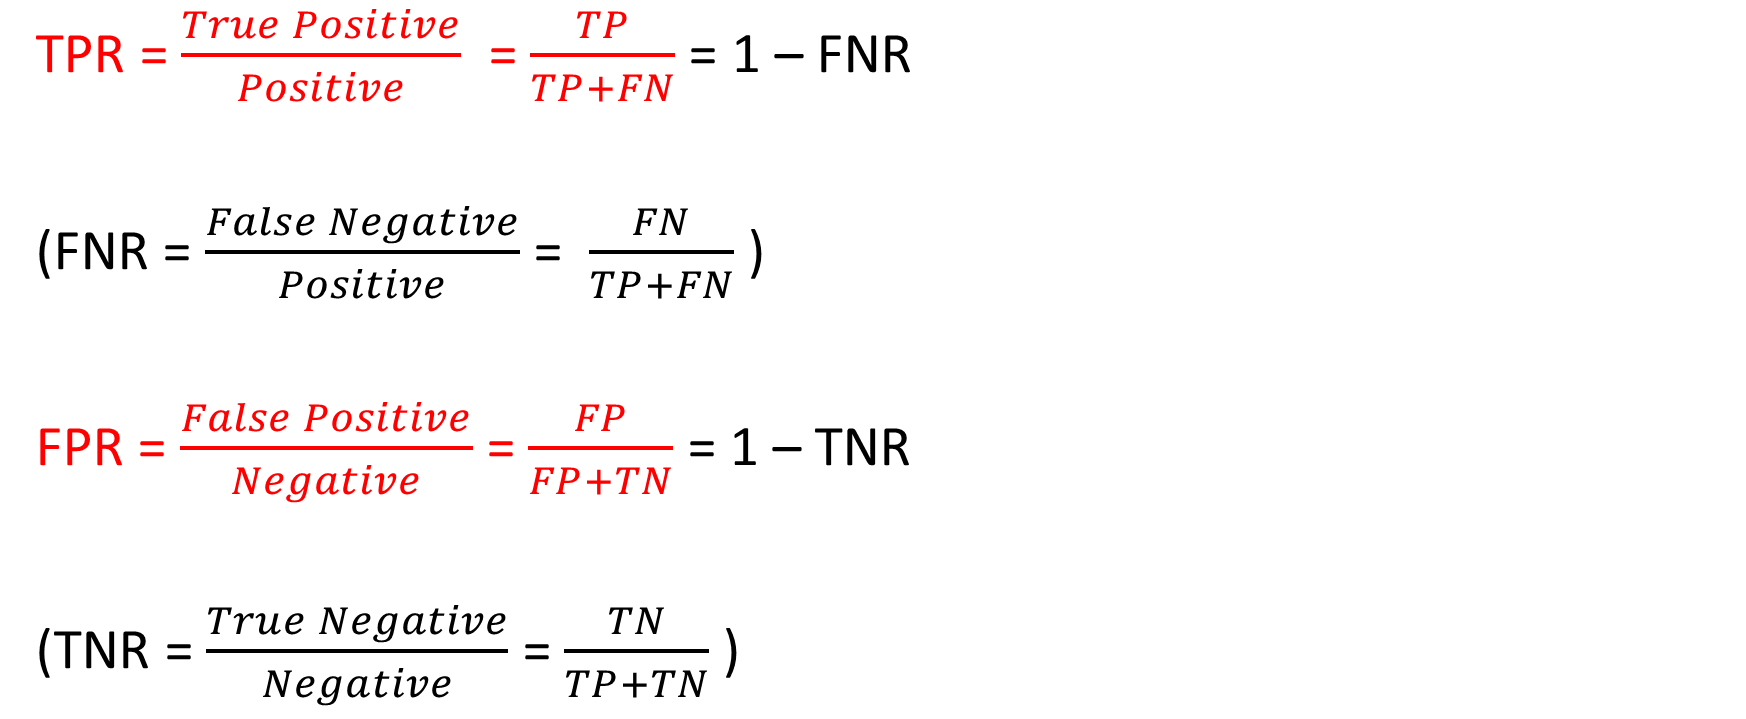 TPR = True Positive / Positive = TP / TP+FN = 1 – FNR
(FNR = False Negative / Positive = FN / TP+FN )
FPR = False Positive / Negative = FP / FP+TN = 1 – TNR
(TNR = True Negative / Negative = TN / TP+TN )